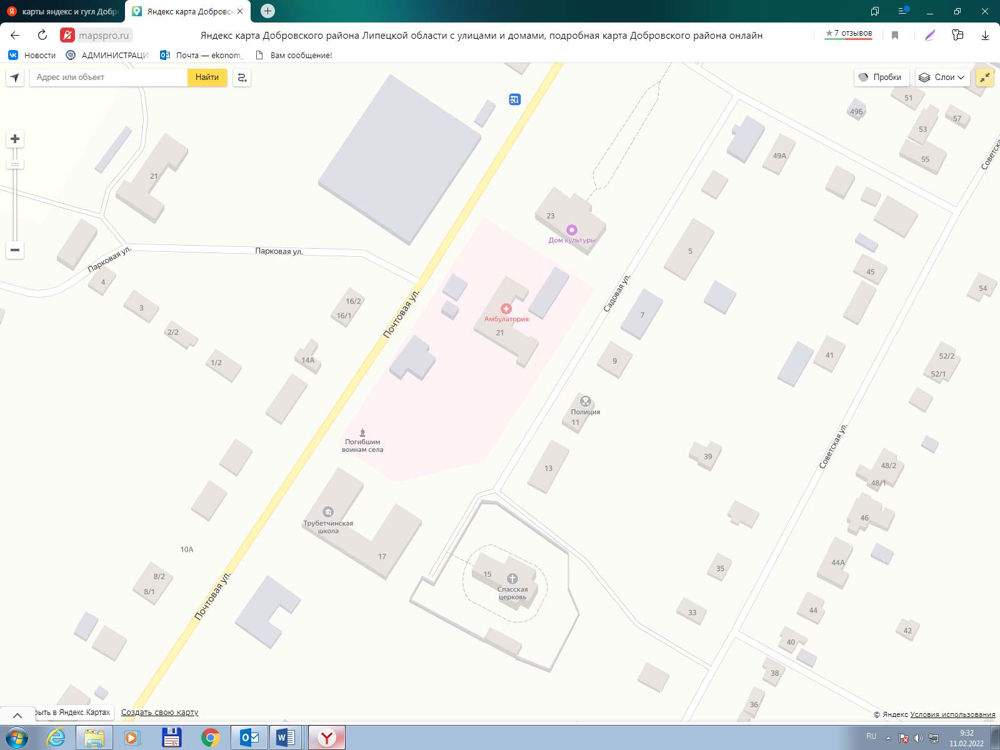 карты яндекс и гугл Добр
Яндекс карта Добровск
mapspro.ru
Яндекс карта Добровского района Липецкой области с улицами и домами, подробная карта Добровского района онлайн
7 отзывов
Новости
АДМИНИСТРАЦИ
Почта — ekonom_
Вам сообщение!
Адрес или объект
Найти
Пробки
Слои
51
49Б
57
53
49А
55
Советска
21
23
Дом культуры
Парковая ул.
Парковая ул.
5
45
4
54
Садовая ул.
16/2
3
16/1
Почтовая ул.
Амбулатория
7
21
2/2
14А
1/2
9
41
52/2
52/1
Полиция
11
Погибшим
воинам села
Советская ул.
39
13
48/2
48/1
Трубетчинская
школа
46
10А
17
44А
35
8/2
8/1
15
Спасская
церковь
Почтовая ул.
33
44
42
40
38
36
рыть в Яндекс.Картах
Создать свою карту
© Яндекс Условия использования
64
RU
9:32
11.02.2022